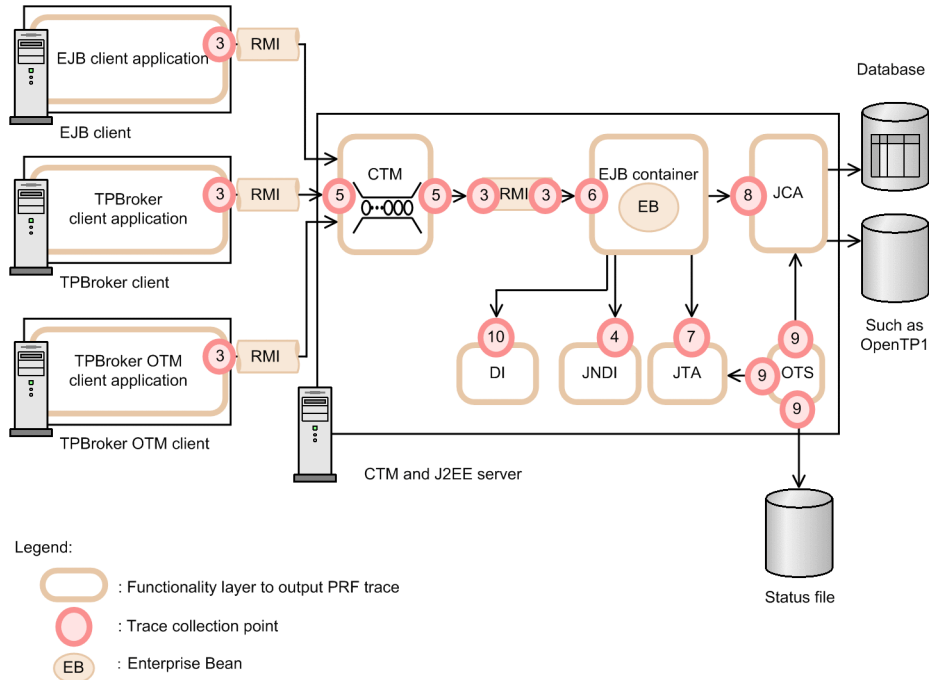 EJB client application
3
RMI
EJB client
TPBroker
client application
3
RMI
TPBroker client
TPBroker OTM
client application
3
RMI
TPBroker OTM client
CTM
5
5
3
RMI
3
6
EJB container
EB
8
JCA
10
DI
4
JNDI
7
JTA
9
9
OTS
9
CTM and J2EE server
Database
Such as
OpenTP1
Status file
Legend:
: Functionality layer to output PRF trace
: Trace collection point
EB
: Enterprise Bean